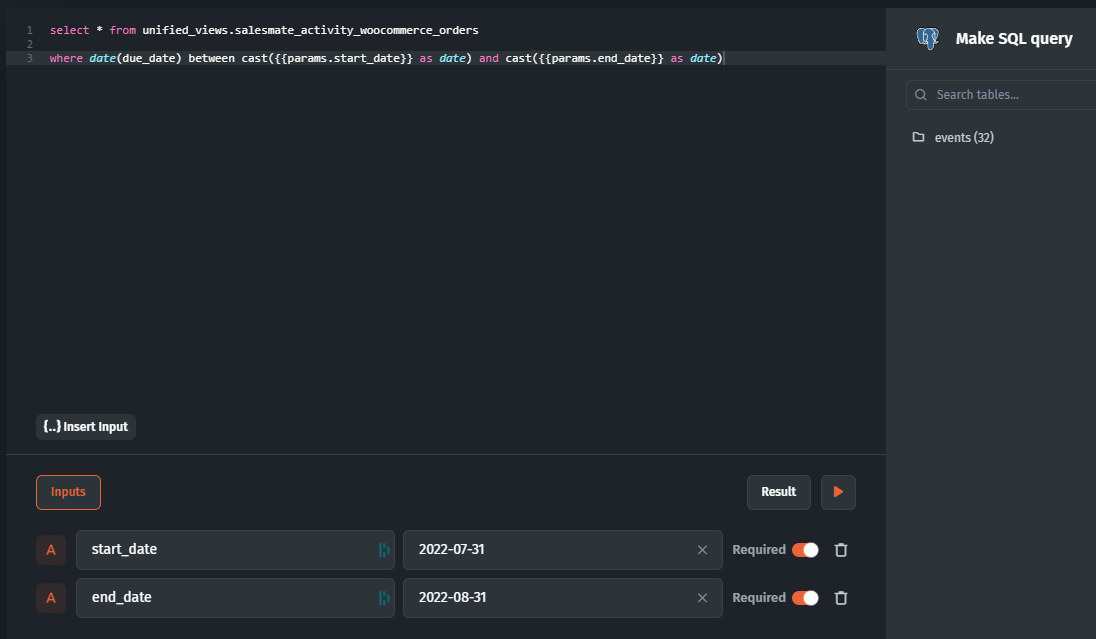 1 select * from unified_views.salesmate_activity_woocommerce_orders
2
3 where date(due_date) between cast({{params.start_date}} as date) and cast({{params.end_date}} as date)
Make SQL query
Search tables...
events (32)
{..} Insert Input
Inputs
Result
A start_date 2022-07-31 Required
A end_date 2022-08-31 Required